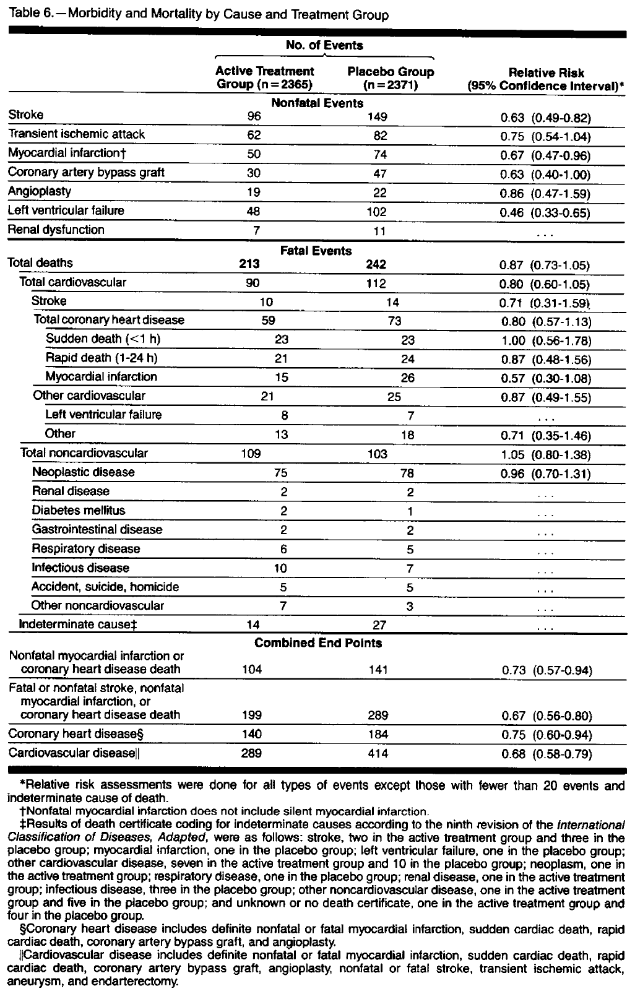 Table 6.—Morbidity and Mortality by Cause and Treatment Group
No. of Events
Active Treatment Group (n=2365) Placebo Group (n=2371) Relative Risk (95% Confidence Interval)*
Nonfatal Events
Stroke 96 149 0.63 (0.49-0.82)
Transient ischemic attack 62 82 0.75 (0.54-1.04)
Myocardial infarction† 50 74 0.67 (0.47-0.96)
Coronary artery bypass graft 30 47 0.63 (0.40-1.00)
Angioplasty 19 22 0.86 (0.47-1.59)
Left ventricular failure 48 102 0.46 (0.33-0.65)
Renal dysfunction 7 11 ...
Fatal Events
Total deaths 213 242 0.87 (0.73-1.05)
Total cardiovascular 90 112 0.80 (0.60-1.05)
Stroke 10 14 0.71 (0.31-1.59)
Total coronary heart disease 59 73 0.80 (0.57-1.13)
Sudden death (<1 h) 23 23 1.00 (0.56-1.78)
Rapid death (1-24 h) 21 24 0.87 (0.48-1.56)
Myocardial infarction 15 26 0.57 (0.30-1.08)
Other cardiovascular 21 25 0.87 (0.49-1.55)
Left ventricular failure 8 7 ...
Other 13 18 0.71 (0.35-1.46)
Total noncardiovascular 109 103 1.05 (0.80-1.38)
Neoplastic disease 75 78 0.96 (0.70-1.31)
Renal disease 2 2 ...
Diabetes mellitus 2 1 ...
Gastrointestinal disease 2 2 ...
Respiratory disease 6 5 ...
Infectious disease 10 7 ...
Accident, suicide, homicide 5 5 ...
Other noncardiovascular 7 3 ...
Indeterminate cause‡ 14 27 ...
Combined End Points
Nonfatal myocardial infarction or
coronary heart disease death 104 141 0.73 (0.57-0.94)
Fatal or nonfatal stroke, nonfatal
myocardial infarction, or
coronary heart disease death 199 289 0.67 (0.56-0.80)
Coronary heart disease§ 140 184 0.75 (0.60-0.94)
Cardiovascular disease|| 289 414 0.68 (0.58-0.79)
*Relative risk assessments were done for all types of events except those with fewer than 20 events and
indeterminate cause of death.
†Nonfatal myocardial infarction does not include silent myocardial infarction.
‡Results of death certificate coding for indeterminate causes according to the ninth revision of the International
Classification of Diseases, Adapted, were as follows: stroke, two in the active treatment group and three in the
placebo group; myocardial infarction, one in the placebo group; left ventricular failure, one in the placebo group;
other cardiovascular disease, seven in the active treatment group and 10 in the placebo group; neoplasm, one in
the active treatment group; respiratory disease, one in the placebo group; renal disease, one in the active treatment
group; infectious disease, three in the placebo group; other noncardiovascular disease, one in the active treatment
group and five in the placebo group; and unknown or no death certificate, one in the active treatment group and
four in the placebo group.
§Coronary heart disease includes definite nonfatal or fatal myocardial infarction, sudden cardiac death, rapid
cardiac death, coronary artery bypass graft, and angioplasty.
||Cardiovascular disease includes definite nonfatal or fatal myocardial infarction, sudden cardiac death, rapid
cardiac death, coronary artery bypass graft, angioplasty, nonfatal or fatal stroke, transient ischemic attack,
aneurysm, and endarterectomy.